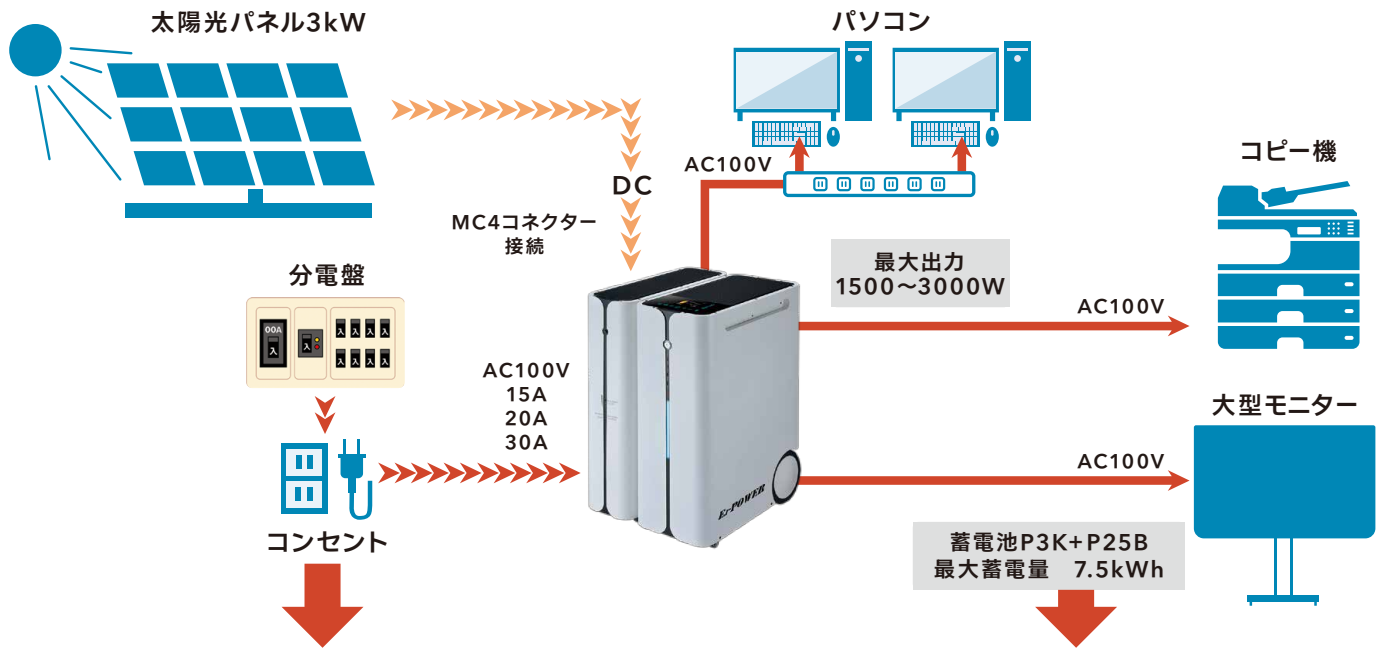 太陽光パネル3kW
パソコン
AC100V
DC
MC4コネクター
接続
コピー機
最大出力
1500〜3000W
AC100V
分電盤
00A
入
入
入 入 入 入
入 入 入 入
AC100V
15A
20A
30A
大型モニター
AC100V
E3-POWER
コンセント
蓄電池P3K+P25B
最大蓄電量 7.5kWh